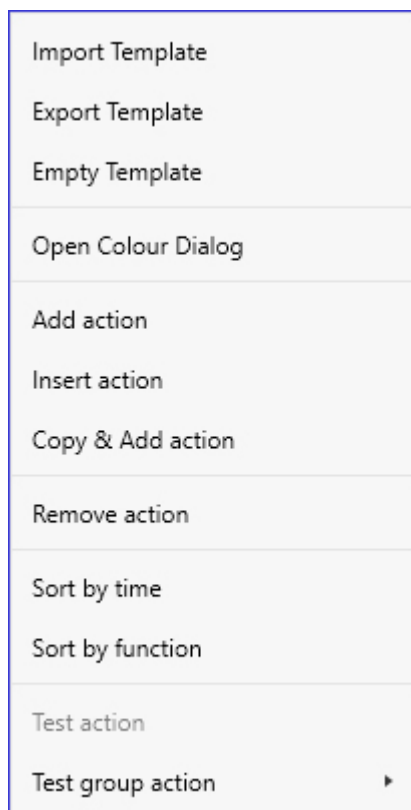 Import Template
Export Template
Empty Template
Open Colour Dialog
Add action
Insert action
Copy & Add action
Remove action
Sort by time
Sort by function
Test action
Test group action